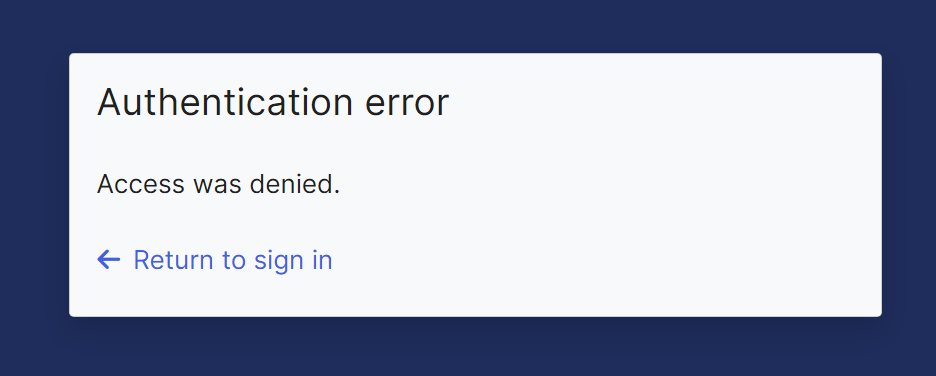 Authentication error
Access was denied.
← Return to sign in